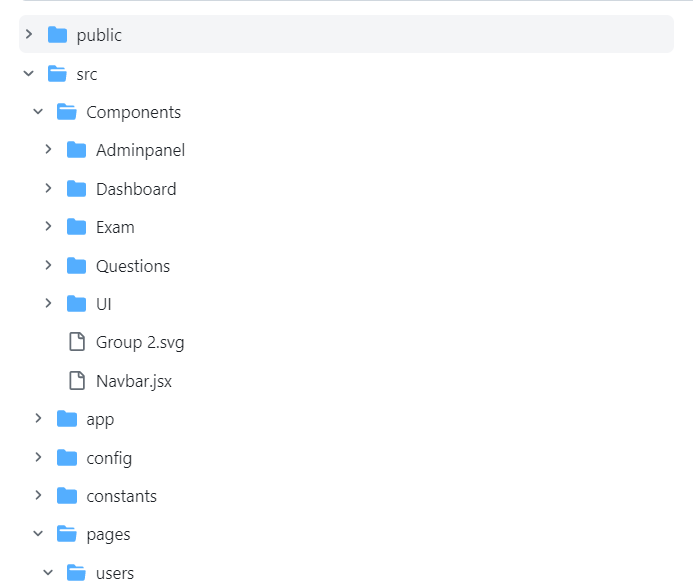 public
src
Components
Adminpanel
Dashboard
Exam
Questions
UI
Group 2.svg
Navbar.jsx
app
config
constants
pages
users